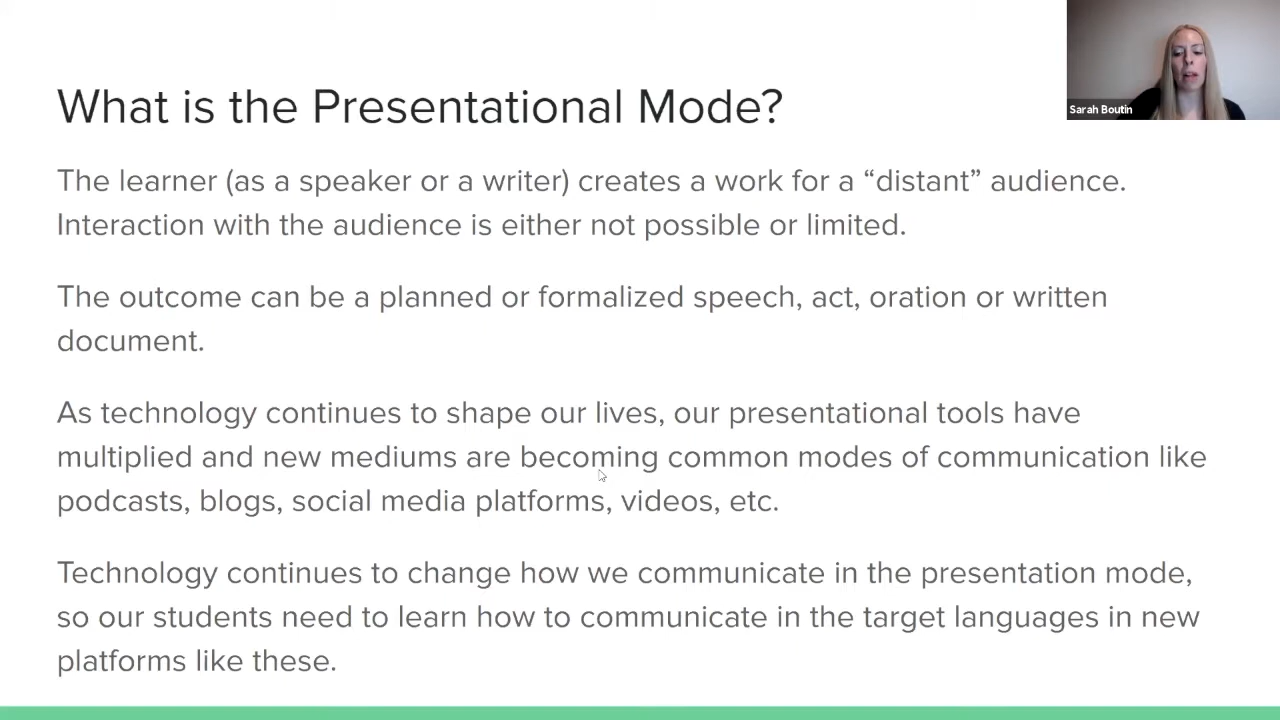 What is the Presentational Mode?
Sarah Boutin
The learner (as a speaker or a writer) creates a work for a “distant” audience.
Interaction with the audience is either not possible or limited.
The outcome can be a planned or formalized speech, act, oration or written
document.
As technology continues to shape our lives, our presentational tools have
multiplied and new mediums are becoming common modes of communication like
podcasts, blogs, social media platforms, videos, etc.
Technology continues to change how we communicate in the presentation mode,
so our students need to learn how to communicate in the target languages in new
platforms like these.